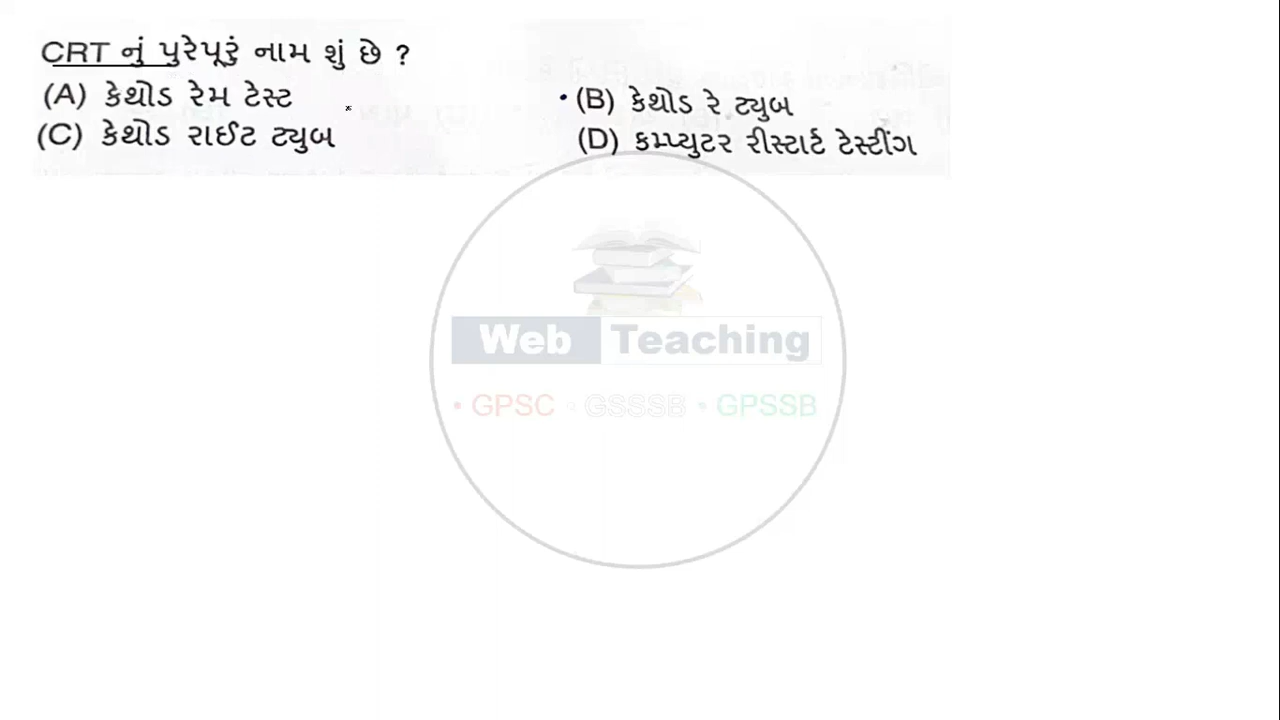 CRT નું પુરેપૂરું નામ શું છે ?
(A) કેથોડ રેમ ટેસ્ટ
(B) કેથોડ રે ટ્યુબ
(C) કેથોડ રાઈટ ટ્યુબ
(D) કમ્પ્યુટર રીસ્ટાર્ટ ટેસ્ટીંગ
Web Teaching
• GPSC • GSSSB • GPSSB